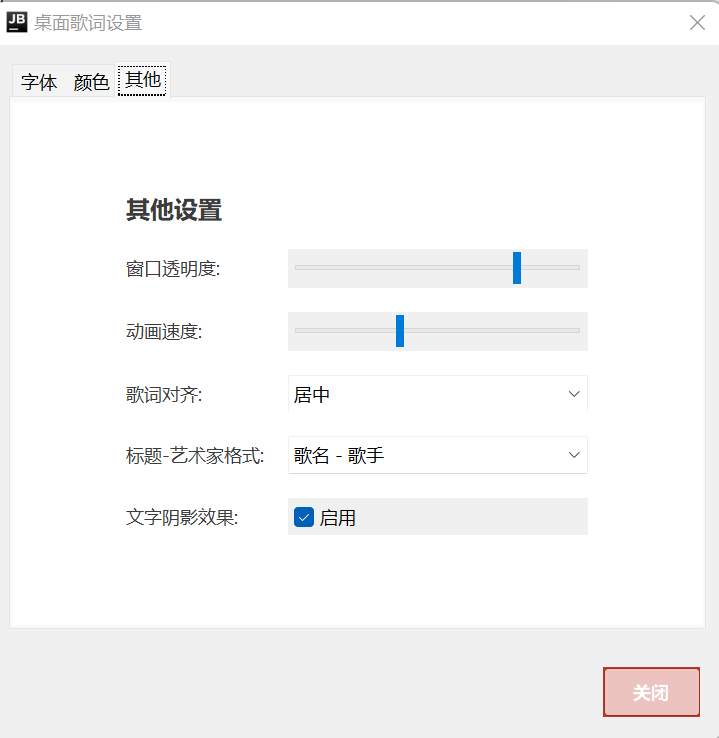 JB
桌面歌词设置
字体 颜色 其他
其他设置
窗口透明度:
动画速度:
歌词对齐: 居中
标题-艺术家格式: 歌名 - 歌手
文字阴影效果: 启用
关闭